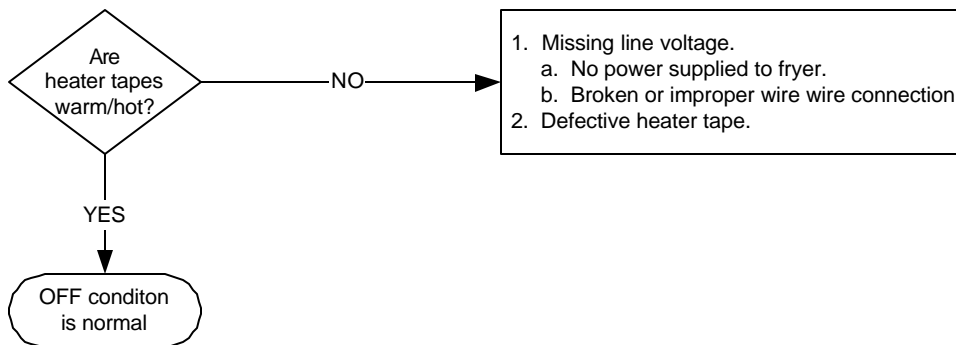 Are
heater tapes
warm/hot?
NO
1. Missing line voltage.
a. No power supplied to fryer.
b. Broken or improper wire wire connection
2. Defective heater tape.
YES
OFF conditon
is normal